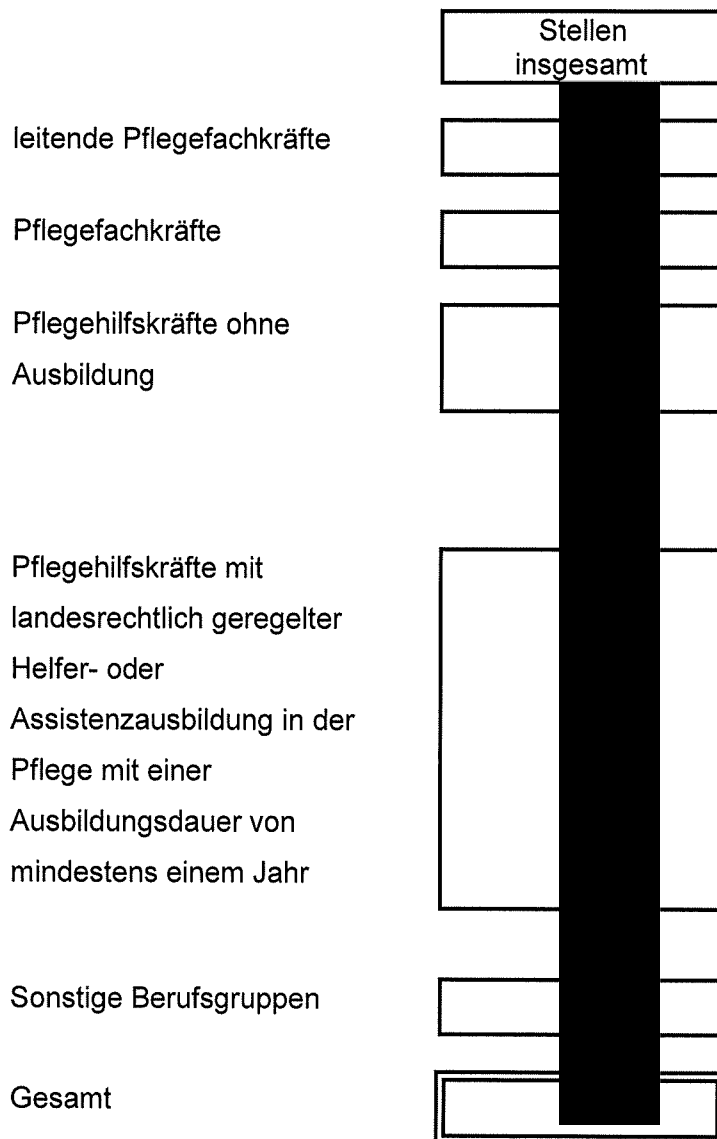 Stellen
insgesamt
leitende Pflegefachkräfte
Pflegefachkräfte
Pflegehilfskräfte ohne
Ausbildung
Pflegehilfskräfte mit
landesrechtlich geregelter
Helfer- oder
Assistenzausbildung in der
Pflege mit einer
Ausbildungsdauer von
mindestens einem Jahr
Sonstige Berufsgruppen
Gesamt